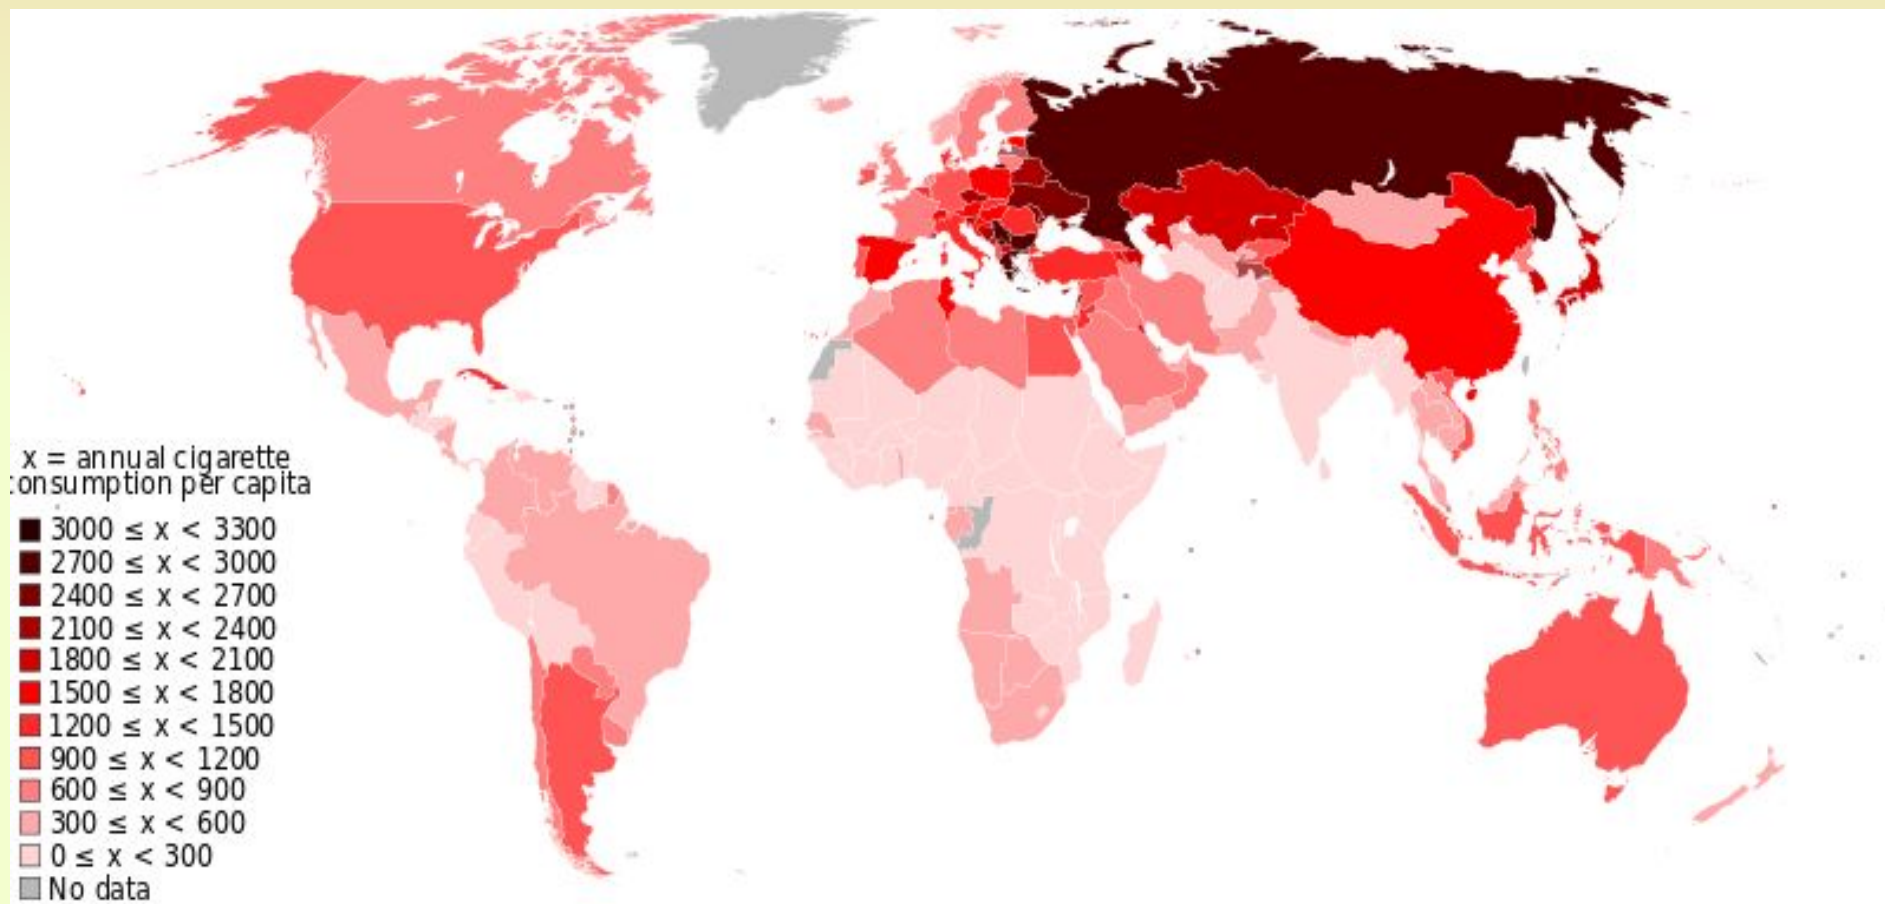 x = annual cigarette
consumption per capita
3000 ≤ x < 3300
2700 ≤ x < 3000
2400 ≤ x < 2700
2100 ≤ x < 2400
1800 ≤ x < 2100
1500 ≤ x < 1800
1200 ≤ x < 1500
900 ≤ x < 1200
600 ≤ x < 900
300 ≤ x < 600
0 ≤ x < 300
No data